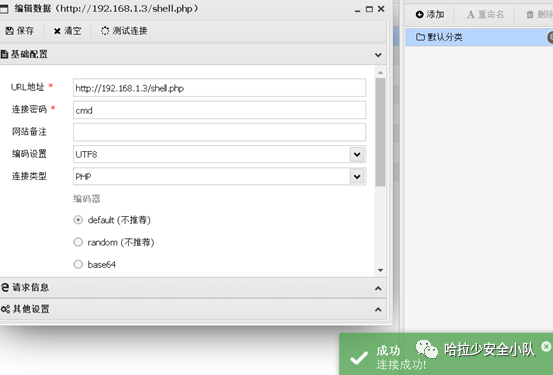 编辑数据(http://192.168.1.3/shell.php)
添加 重命名 删除
保存 清空 测试连接
默认分类
基础配置
URL地址 * http://192.168.1.3/shell.php
连接密码 * cmd
网站备注
编码设置 UTF8
连接类型 PHP
编码器
default (不推荐)
random (不推荐)
base64
请求信息
其他设置
成功
连接成功!
哈拉少安全小队